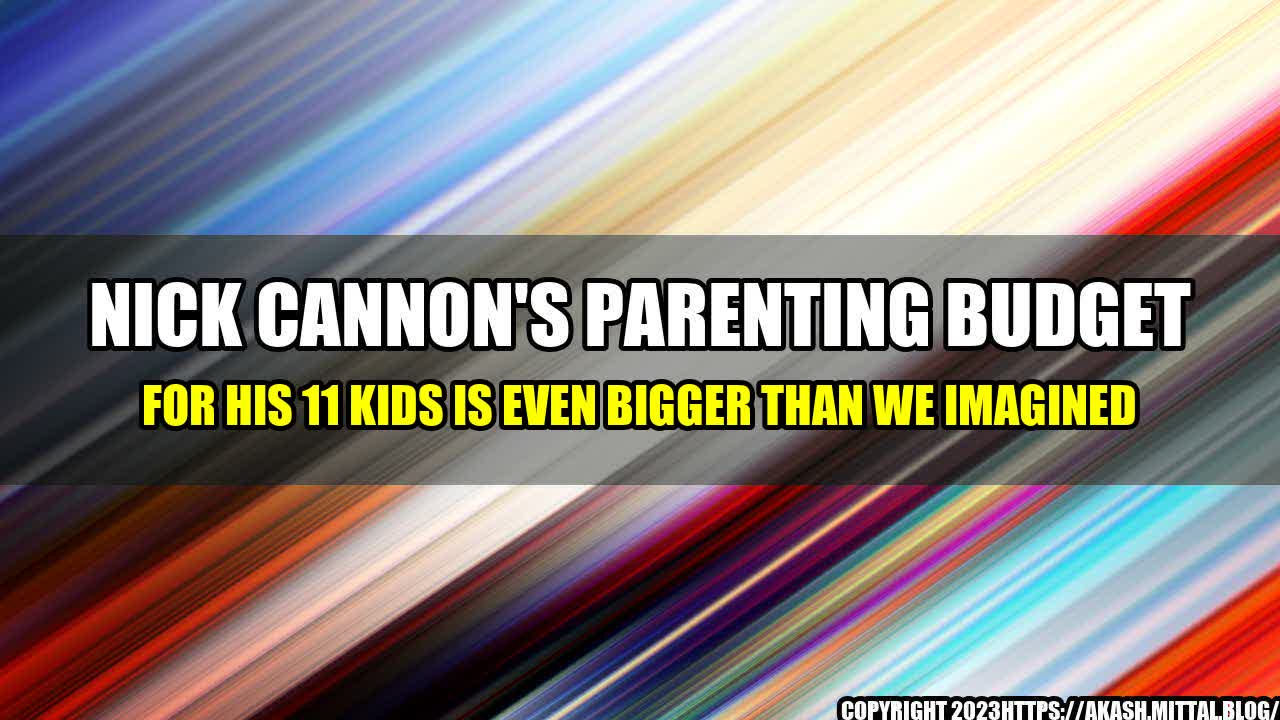 NICK CANNON'S PARENTING BUDGET
FOR HIS 11 KIDS IS EVEN BIGGER THAN WE IMAGINED
COPYRIGHT 2023HTTPS://AKASH.MITTAL.BLOG/